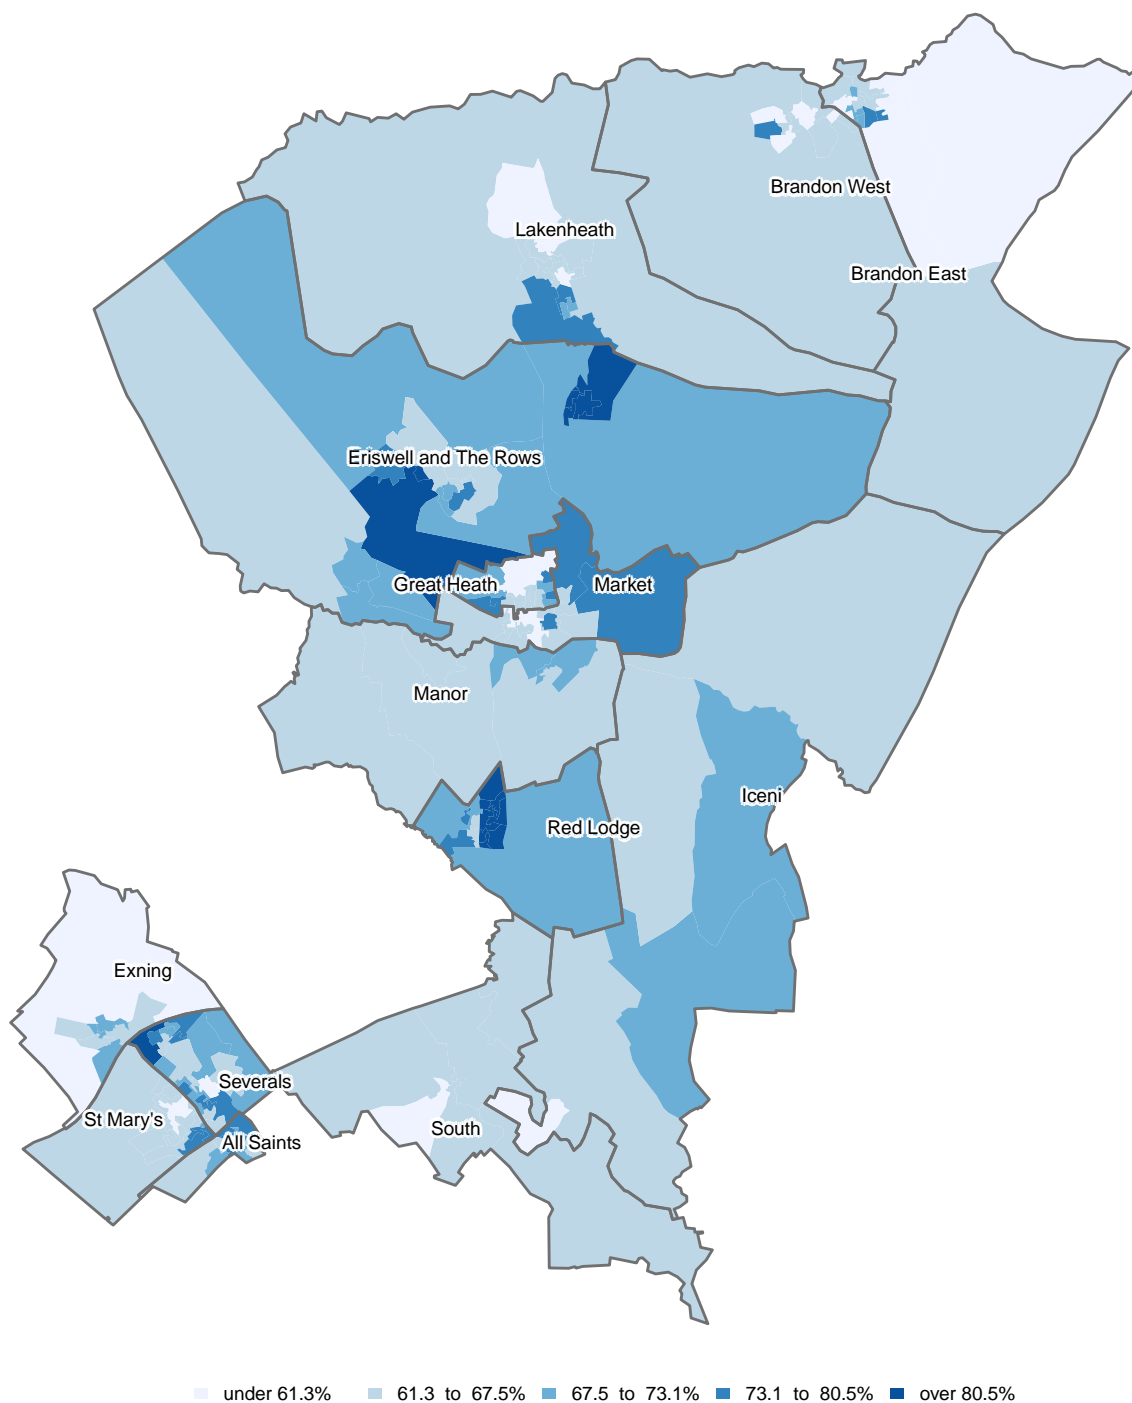 Brandon West
Lakenheath
Brandon East
Eriswell and The Rows
Great Heath
Market
Manor
Iceni
Red Lodge
Exning
Severals
St Mary's
South
All Saints
under 61.3% 61.3 to 67.5% 67.5 to 73.1% 73.1 to 80.5% over 80.5%